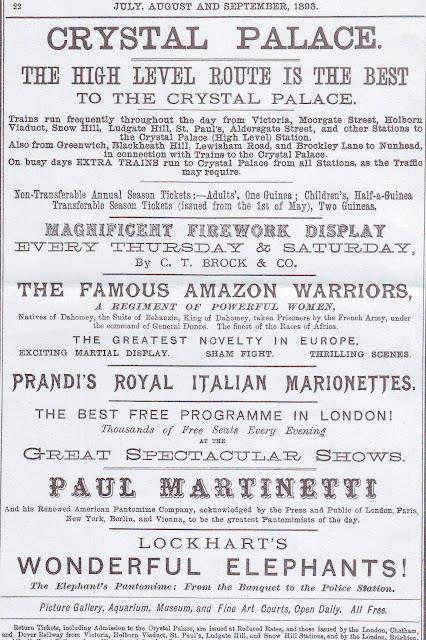 22 JULY, AUGUST AND SEPTEMBER, 1893.
CRYSTAL PALACE.
THE HIGH LEVEL ROUTE IS THE BEST
TO THE CRYSTAL PALACE.
Trains run frequently throughout the day from Victoria, Moorgate Street, Holborn
Viaduct, Snow Hill, Ludgate Hill, St. Paul's, Aldersgate Street, and other Stations to
the Crystal Palace (High Level) Station.
Also from Greenwich, Blackheath Hill, Lewisham Road, and Brockley Lane to Nunhead,
in connection with Trains to the Crystal Palace.
On busy days EXTRA TRAINS run to Crystal Palace from all Stations, as the Traffic
may require.
Non-Transferable Annual Season Tickets:—Adults', One Guinea; Children's, Half-a-Guinea
Transferable Season Tickets (issued from the 1st of May), Two Guineas.
MAGNIFICENT FIREWORK DISPLAY
EVERY THURSDAY & SATURDAY,
By C. T. BROCK & CO.
THE FAMOUS AMAZON WARRIORS,
A REGIMENT OF POWERFUL WOMEN,
Natives of Dahomey, the Suite of Behanzin, King of Dahomey, taken Prisoners by the French Army, under
the command of General Dodds. The finest of the Races of Africa.
THE GREATEST NOVELTY IN EUROPE,
EXCITING MARTIAL DISPLAY. SHAM FIGHT. THRILLING SCENES.
PRANDI'S ROYAL ITALIAN MARIONETTES.
THE BEST FREE PROGRAMME IN LONDON!
Thousands of Free Seats Every Evening
AT THE
GREAT SPECTACULAR SHOWS.
PAUL MARTINETTI
And his Renowned American Pantomime Company, acknowledged by the Press and Public of London, Paris,
New York, Berlin, and Vienna, to be the greatest Pantomimists of the day.
LOCKHART'S
WONDERFUL ELEPHANTS!
The Elephant's Pantomime: From the Banquet to the Police Station.
Picture Gallery, Aquarium, Museum, and Fine Art Courts, Open Daily. All Free.
Return Tickets, including Admission to the Crystal Palace, are issued at Reduced Rates, and those issued by the London, Chatham,
and Dover Railway from Victoria, Holborn Viaduct, St. Paul's, Ludgate Hill, and Snow Hill Stations, and by the London, Brighton,